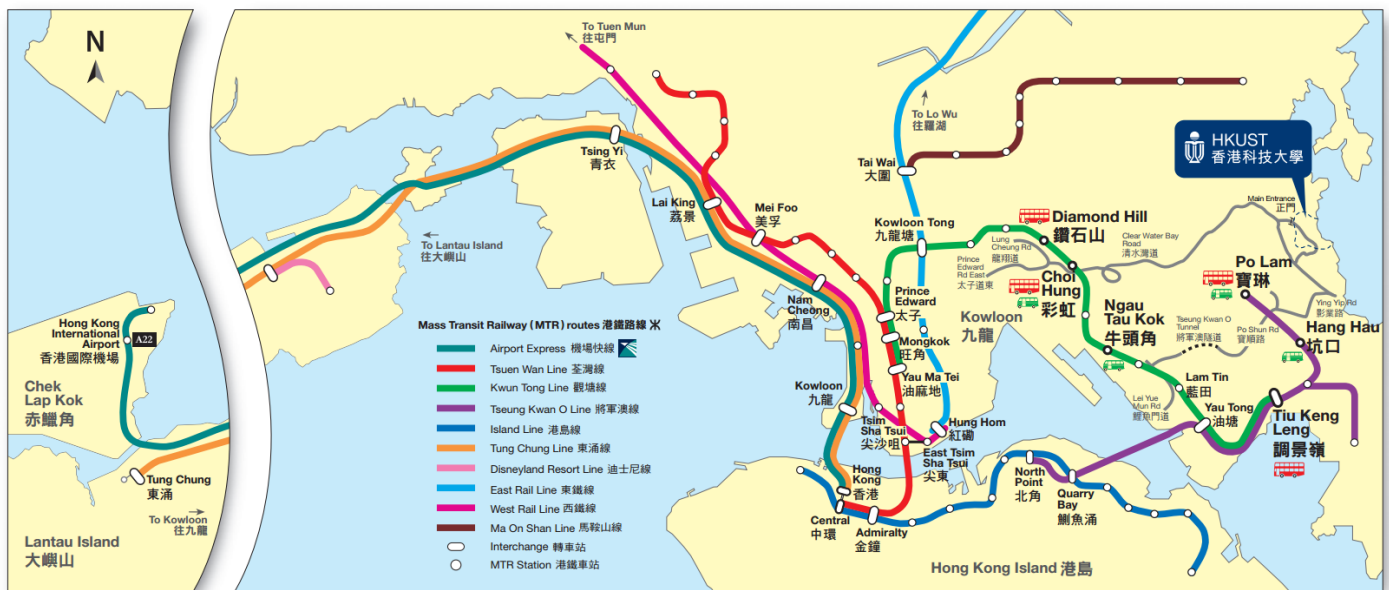 N
To Tuen Mun
往屯門
Tsing Yi
青衣
Lai King
荔景
Mei Foo
美孚
To Lo Wu
往羅湖
Tai Wai
大圍
HKUST
香港科技大學
Main Entrance
正門
Kowloon Tong
九龍塘
Diamond Hill
鑽石山
Lung
Cheung Rd
龍翔道
Clear Water Bay
Road
清水灣道
Prince
Edward
Rd East
太子道東
Choi
Hung
彩虹
Po Lam
寶琳
To Lantau Island
往大嶼山
Nam
Cheong
南昌
Prince
Edward
太子
Kowloon
九龍
Ngau
Tau Kok
牛頭角
Tseung Kwan O
Tunnel
將軍澳隧道
Po Shun Rd
寶順路
Ying Yip Rd
影業路
Hang Hau
坑口
Hong Kong
International
Airport
香港國際機場
A22
Chek
Lap Kok
赤鱲角
Mass Transit Railway (MTR) routes 港鐵路線
Airport Express 機場快線
Tsuen Wan Line 荃灣線
Kwun Tong Line 觀塘線
Tseung Kwan O Line 將軍澳線
Island Line 港島線
Tung Chung Line 東涌線
Disneyland Resort Line 迪士尼線
East Rail Line 東鐵線
West Rail Line 西鐵線
Ma On Shan Line 馬鞍山線
Interchange 轉車站
MTR Station 港鐵車站
Mongkok
旺角
Yau Ma Tei
油麻地
Kowloon
九龍
Tsim
Sha Tsui
尖沙咀
Hung Hom
紅磡
East Tsim
Sha Tsui
尖東
Lam Tin
藍田
Lei Yue
Mun Rd
鯉魚門道
Yau Tong
油塘
Tiu Keng
Leng
調景嶺
Hong
Kong
香港
North
Point
北角
Quarry
Bay
鰂魚涌
Central
中環
Admiralty
金鐘
Tung Chung
東涌
To Kowloon
往九龍
Lantau Island
大嶼山
Hong Kong Island 港島